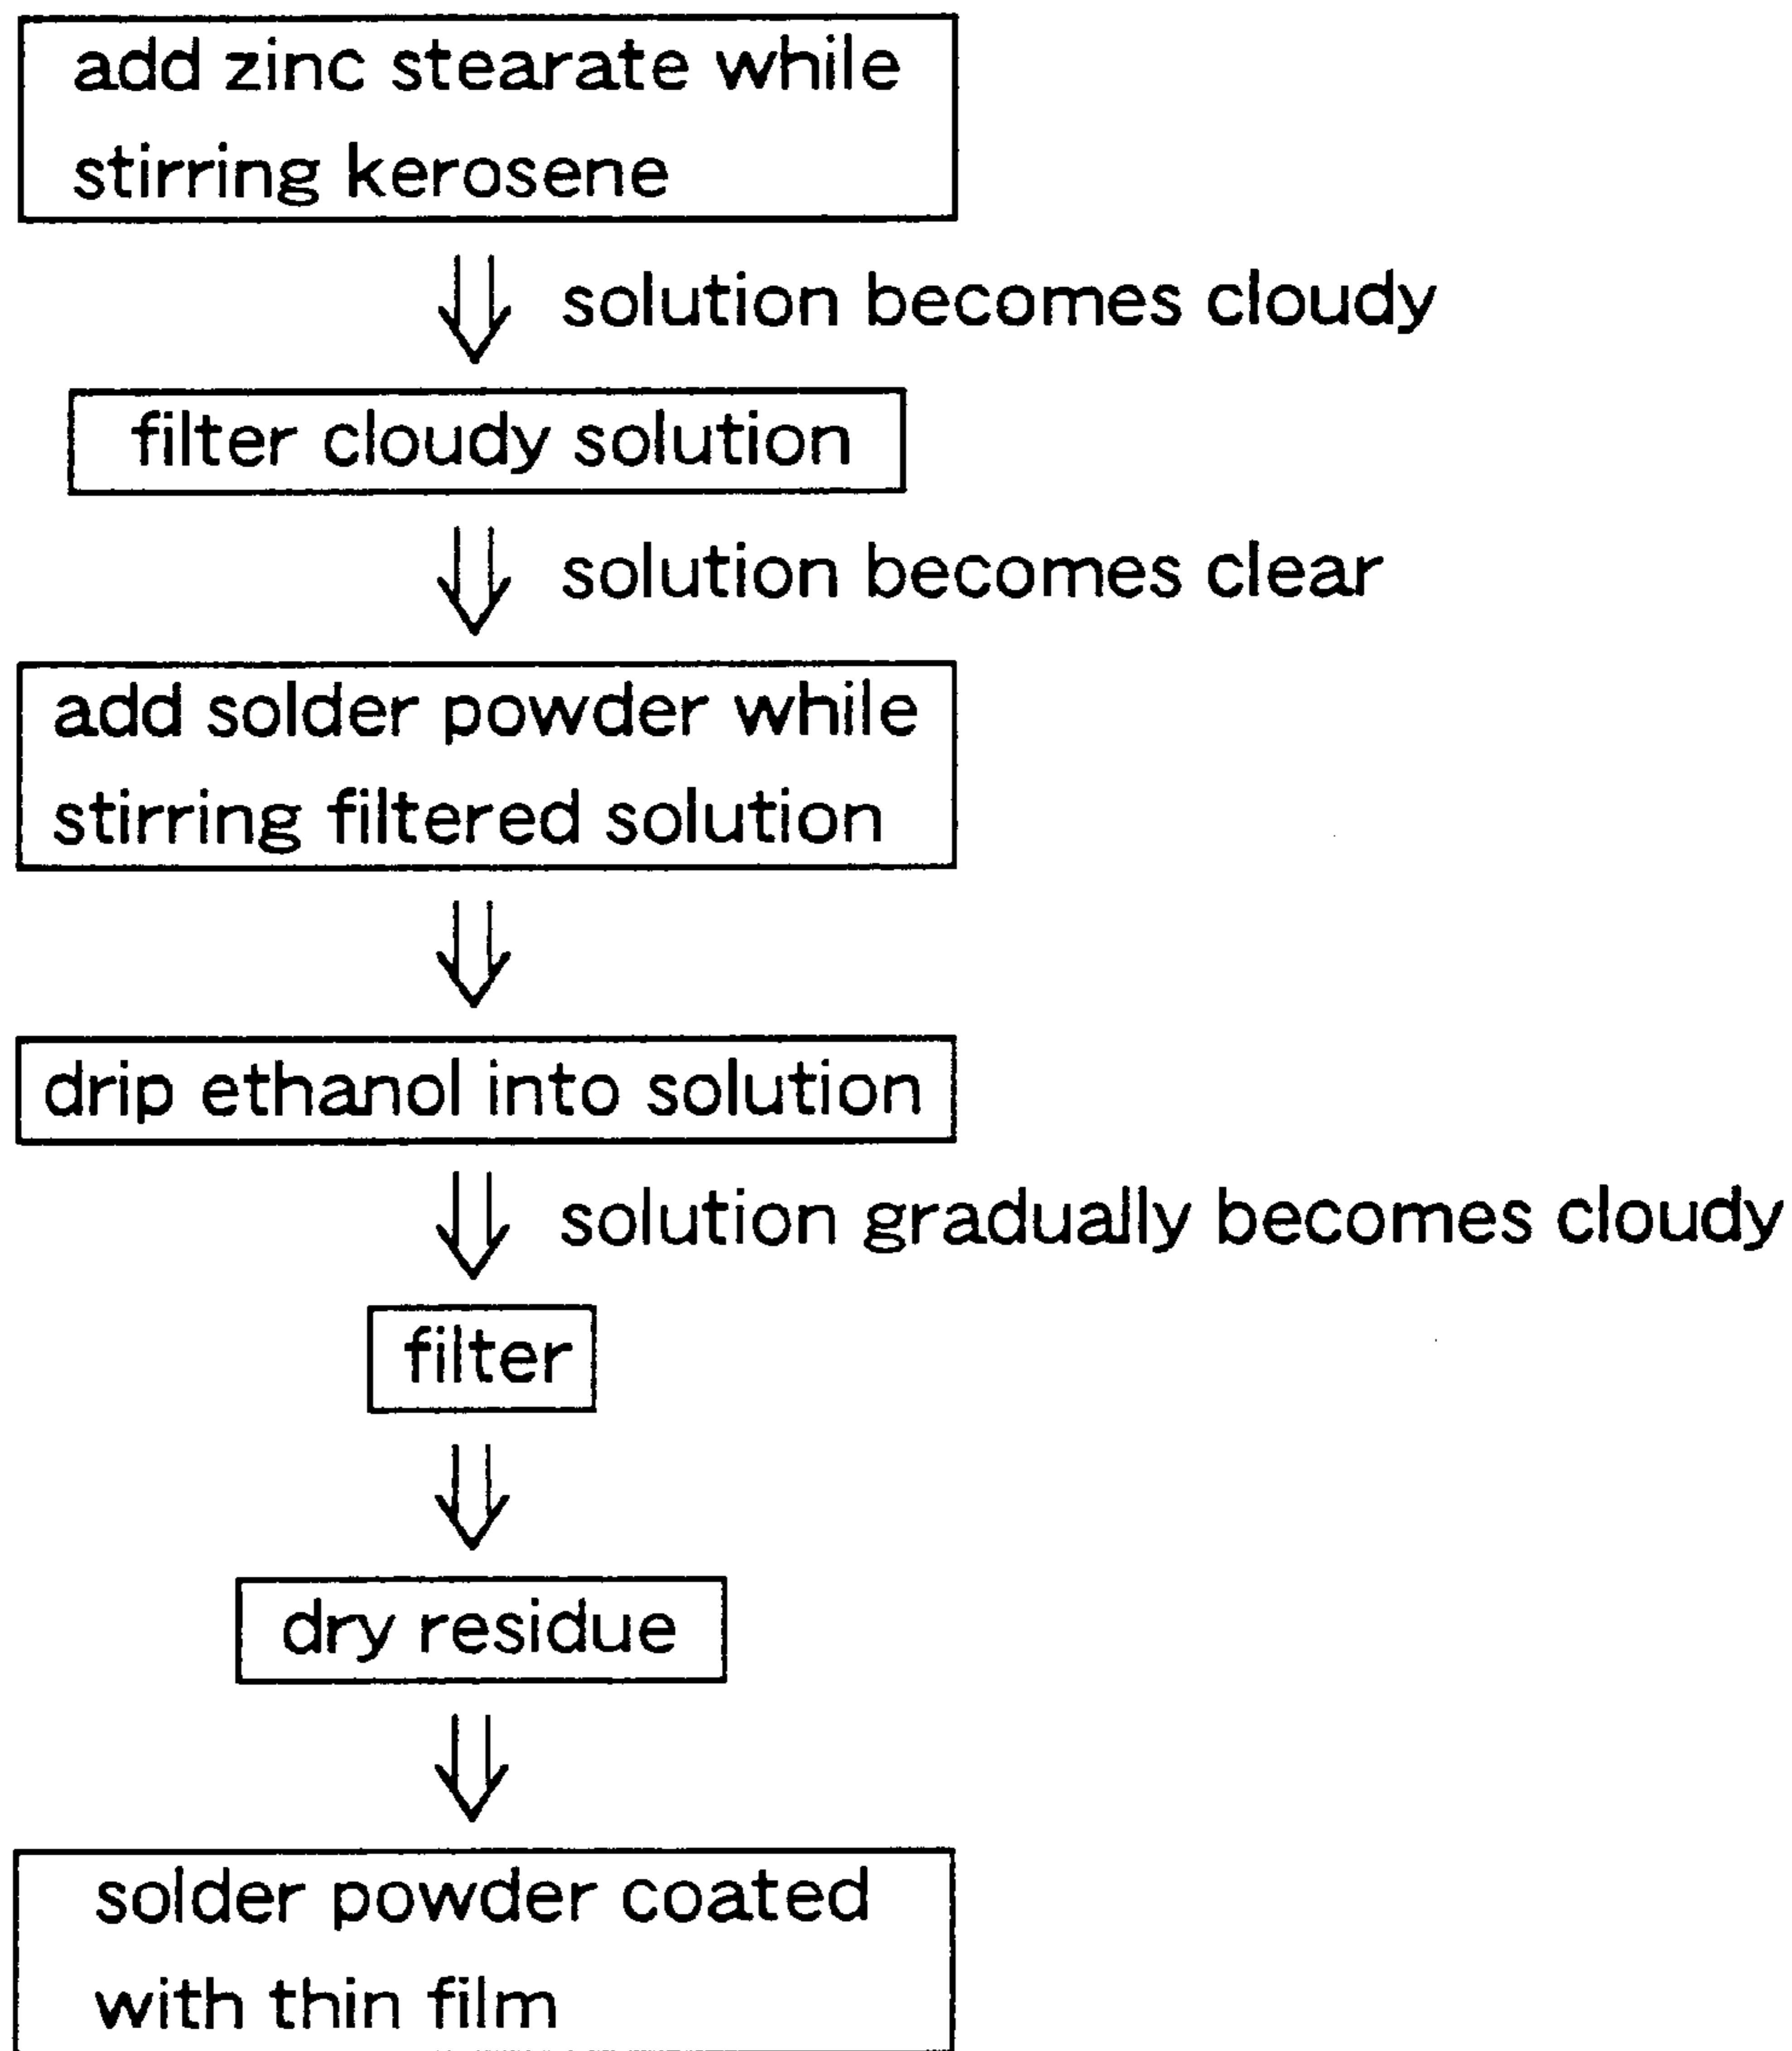 add zinc stearate while
stirring kerosene
solution becomes cloudy
filter cloudy solution
solution becomes clear
add solder powder while
stirring filtered solution
drip ethanol into solution
solution gradually becomes cloudy
filter
dry residue
solder powder coated
with thin film